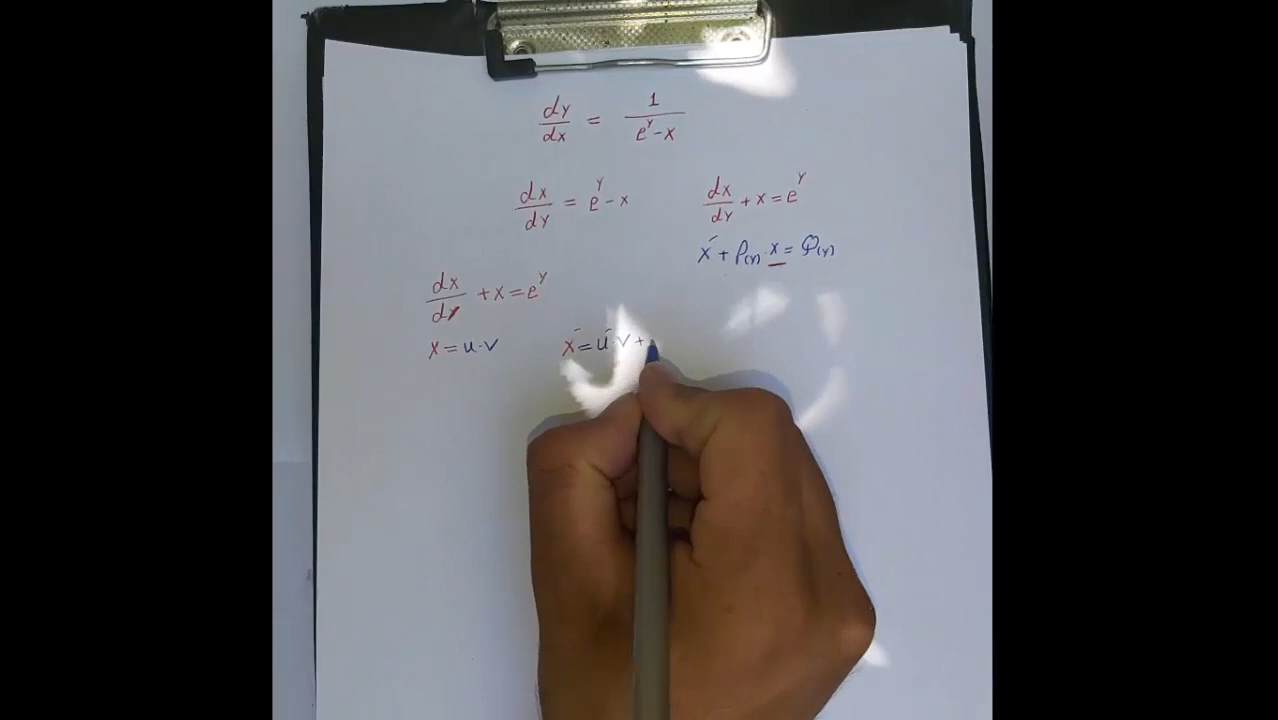 dy/dx = 1/(e^y - x)
dx/dy = e^y - x
dx/dy + x = e^y
x' + P(y) · x = Q(y)
dx/dy + x = e^y
x = u·v
x' = u'·v +